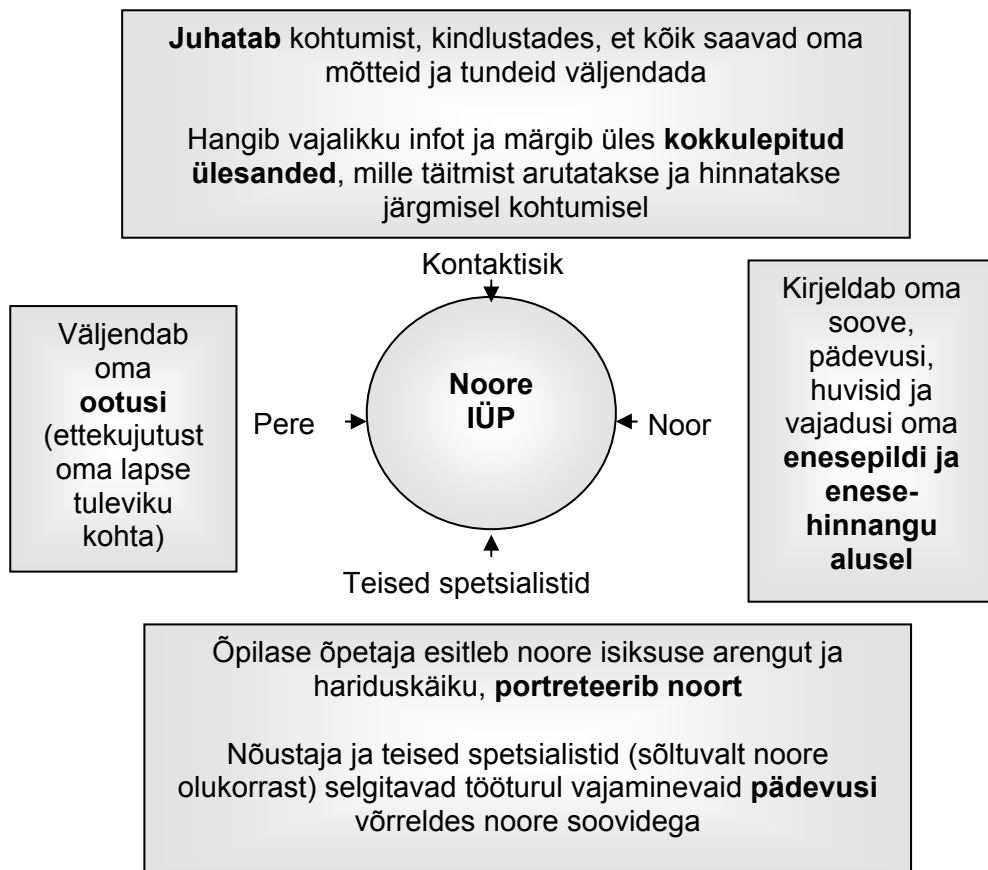 Juhatab kohtumist, kindlustades, et kõik saavad oma
mõtteid ja tundeid väljendada
Hangib vajalikku infot ja märgib üles kokkulepitud
ülesanded, mille täitmist arutatakse ja hinnatakse
järgmisel kohtumisel
Kontaktisik
Väljendab
oma
ootusi
(ettekujutust
oma lapse
tuleviku
kohta)
Pere
Noore
IÜP
Noor
Kirjeldab oma
soove,
pädevusi,
huvisid ja
vajadusi oma
enesepildi ja
enese-
hinnangu
alusel
Teised spetsialistid
Õpilase õpetaja esitleb noore isiksuse arengut ja
hariduskäiku, portreteerib noort
Nõustaja ja teised spetsialistid (sõltuvalt noore
olukorrast) selgitavad tööturul vajaminevaid pädevusi
võrreldes noore soovidega